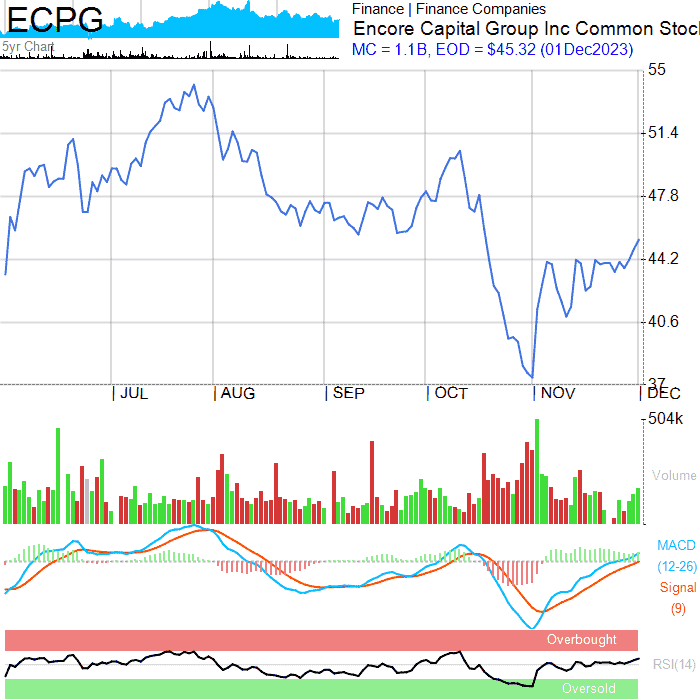 ECPG
5yr Chart
Finance | Finance Companies
Encore Capital Group Inc Common Stoc
MC = 1.1B, EOD = $45.32 (01Dec2023)
55
51.4
47.8
44.2
40.6
37
JUL AUG SEP OCT NOV DEC
504k
Volume
MACD
(12-26)
Signal
(9)
Overbought
RSI(14)
Oversold